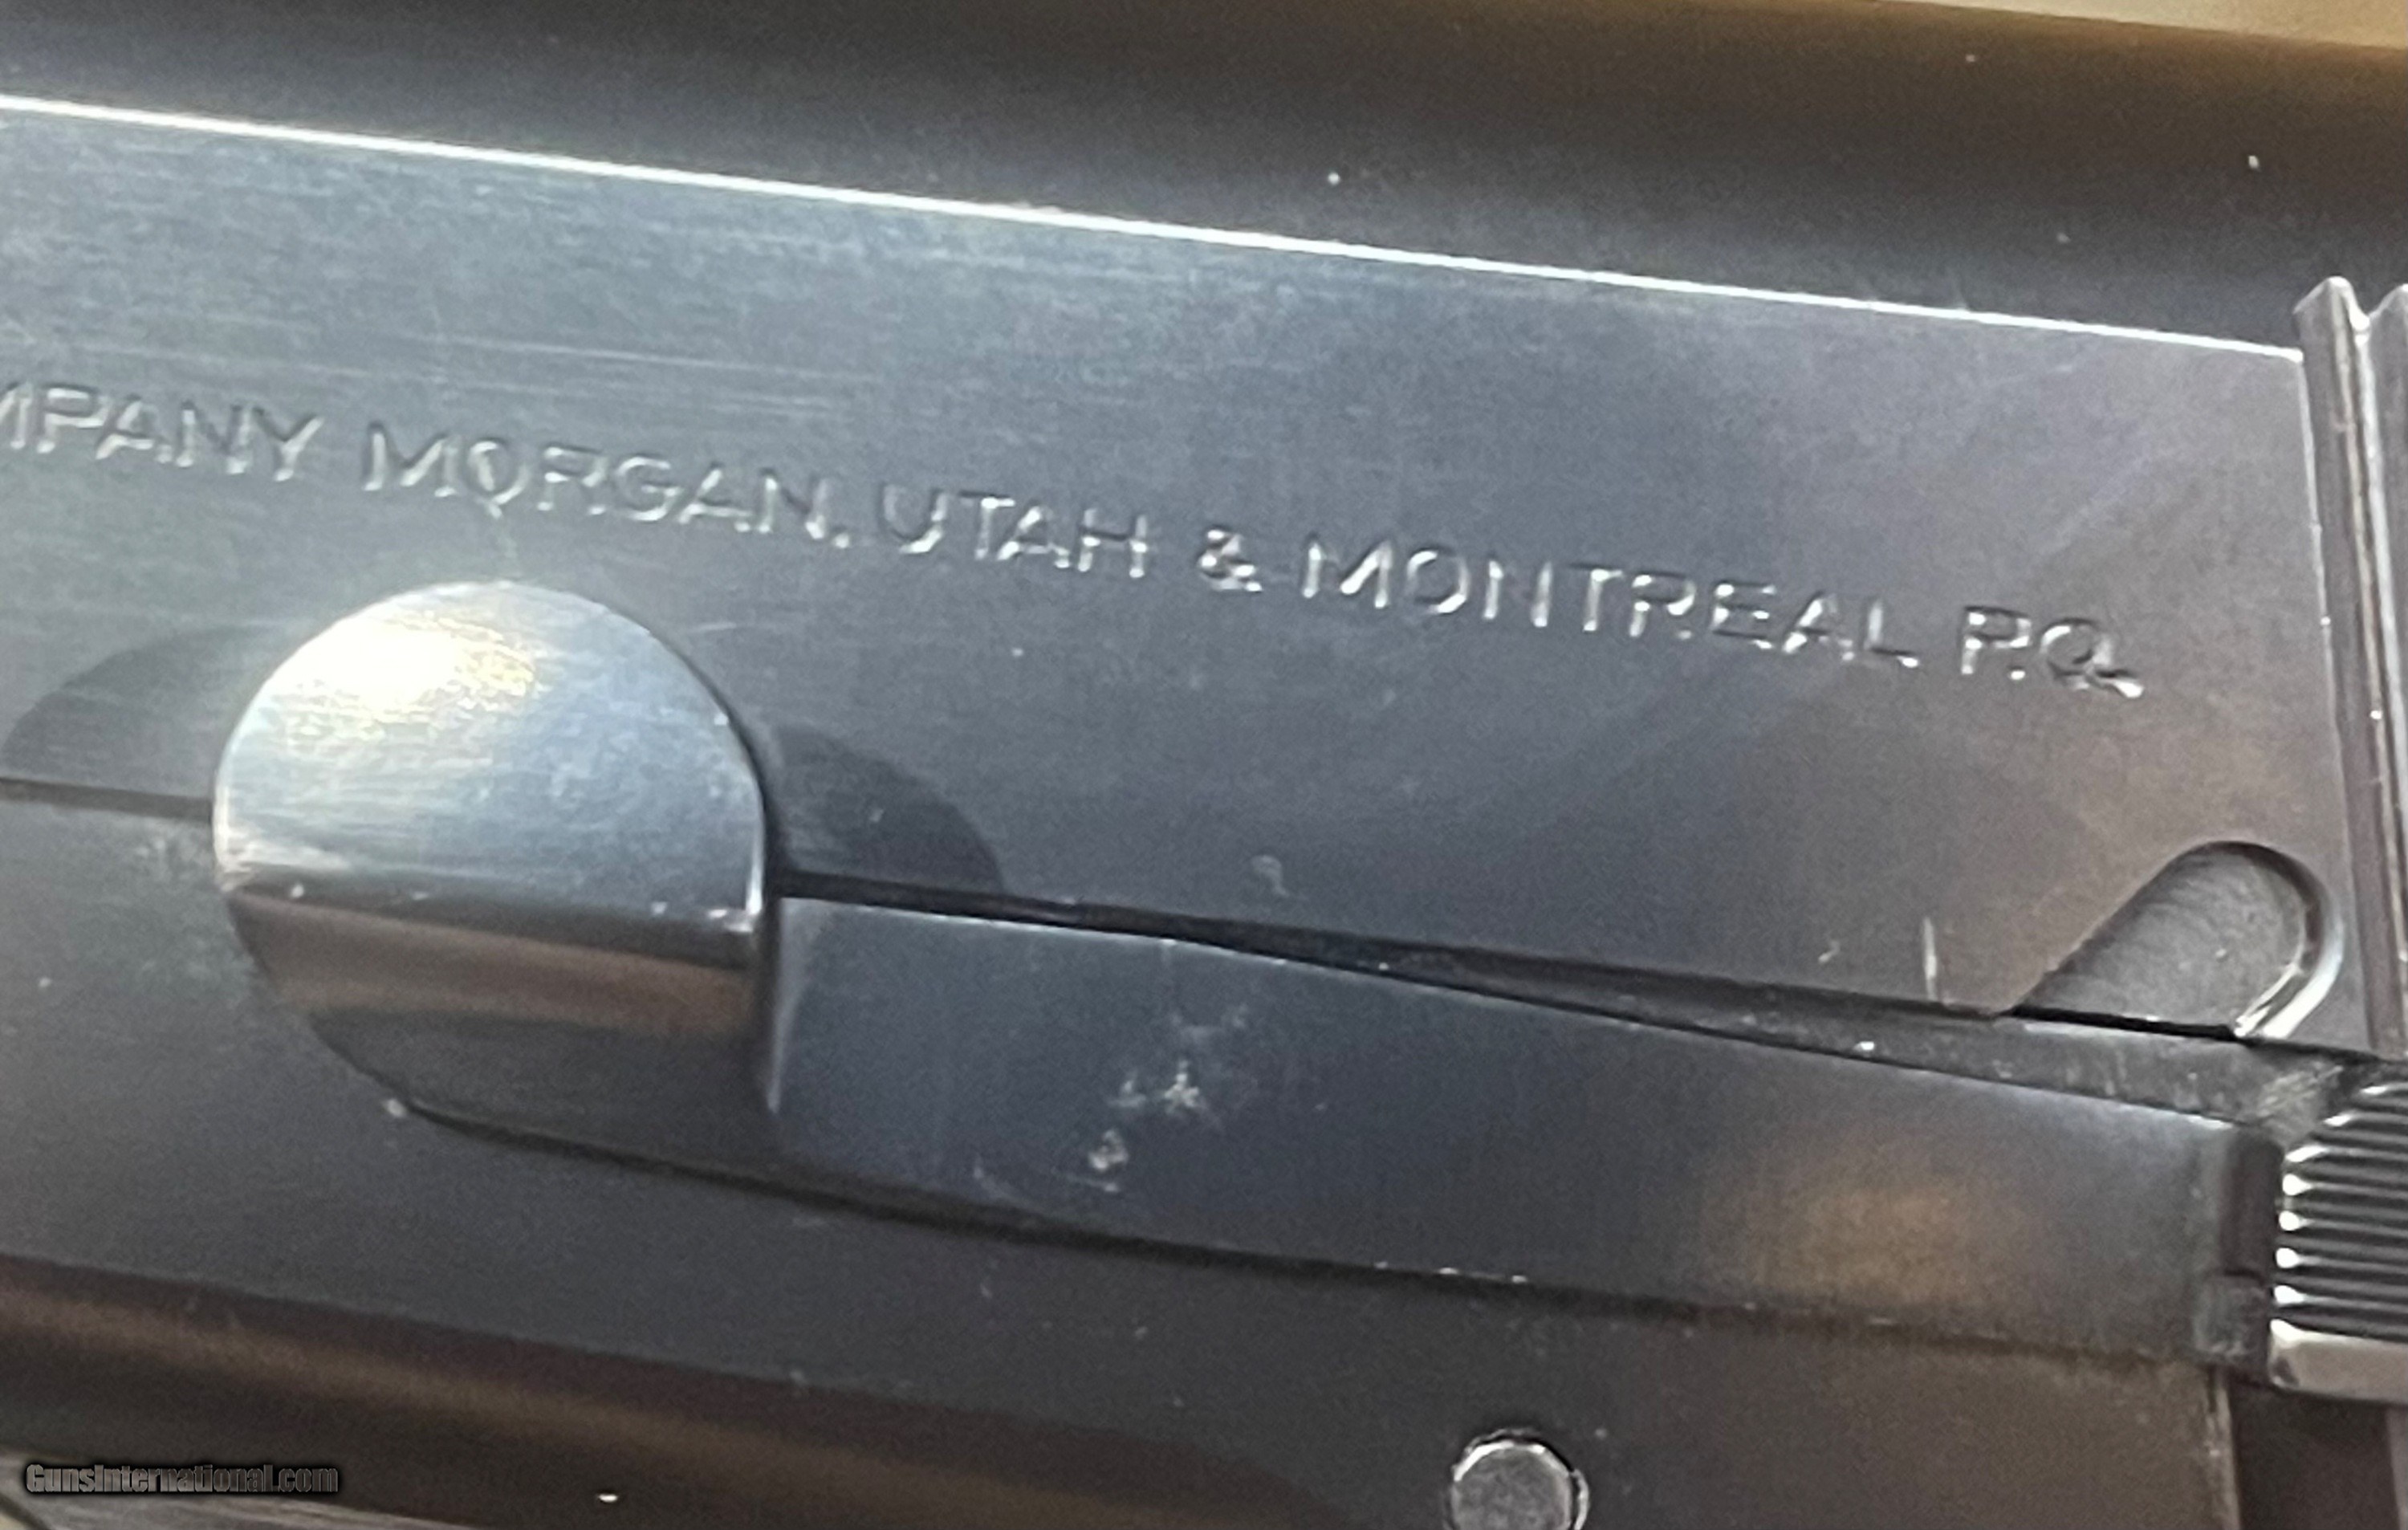 MPANY MORGAN, UTAH & MONTREAL P.Q.
GunsInternational.com